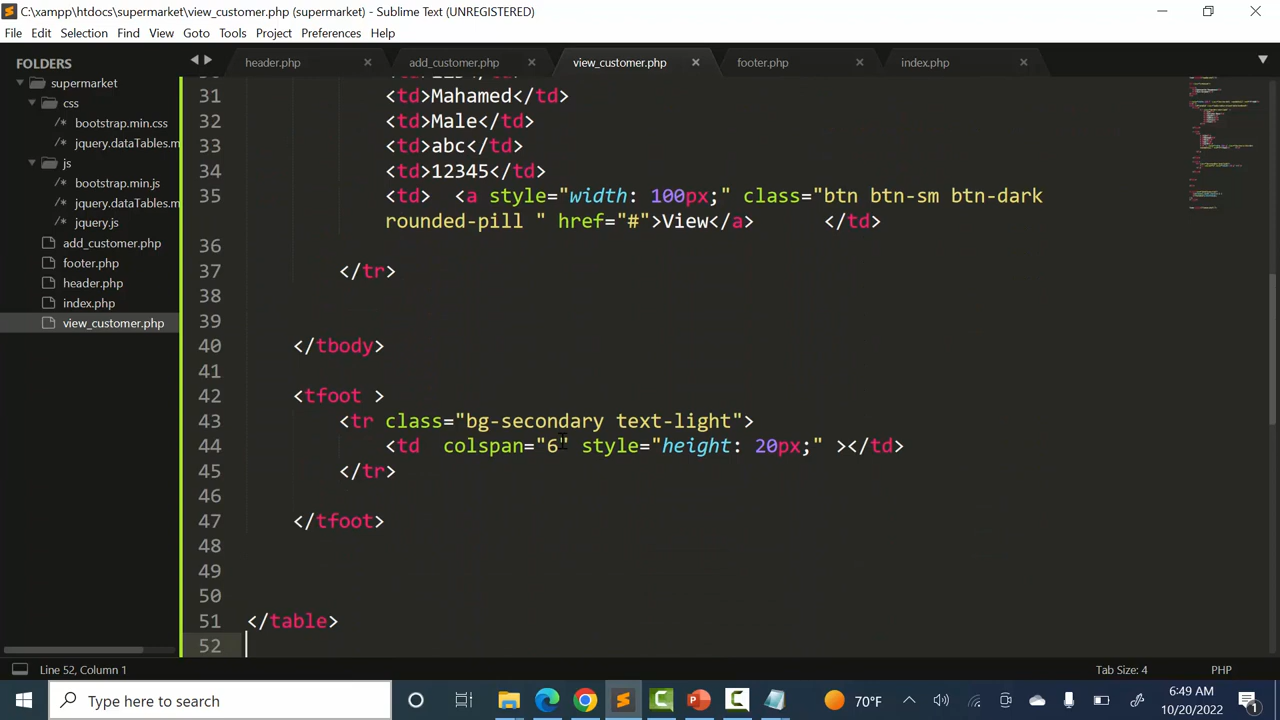 C:\xampp\htdocs\supermarket\view_customer.php (supermarket) - Sublime Text (UNREGISTERED)
File Edit Selection Find View Goto Tools Project Preferences Help
FOLDERS
supermarket
css
bootstrap.min.css
jquery.dataTables.m
js
bootstrap.min.js
jquery.dataTables.m
jquery.js
add_customer.php
footer.php
header.php
index.php
view_customer.php
header.php add_customer.php view_customer.php footer.php index.php
31 <td>Mahamed</td>
32 <td>Male</td>
33 <td>abc</td>
34 <td>12345</td>
35 <td> <a style="width: 100px;" class="btn btn-sm btn-dark
rounded-pill " href="#">View</a> </td>
36
37 </tr>
38
39
40 </tbody>
41
42 <tfoot >
43 <tr class="bg-secondary text-light">
44 <td colspan="6" style="height: 20px;" ></td>
45 </tr>
46
47 </tfoot>
48
49
50
51 </table>
52
Line 52, Column 1 Tab Size: 4 PHP
Type here to search
70°F
6:49 AM
10/20/2022
1